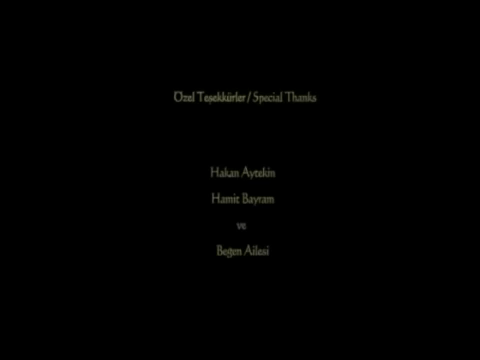 Özel Teşekkürler / Special Thanks
Hakan Aytekin
Hamit Bayram
ve
Beğen Ailesi